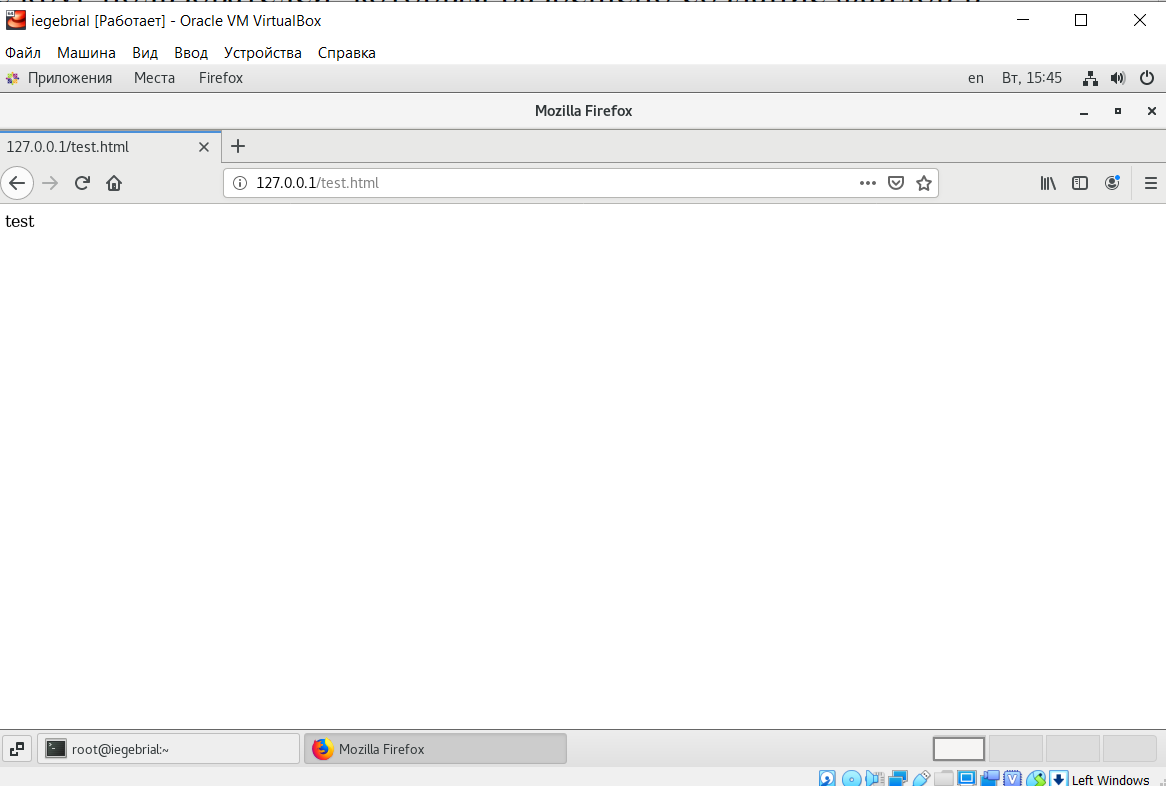 iegebrial [Работает] - Oracle VM VirtualBox
Файл Машина Вид Ввод Устройства Справка
Приложения Места Firefox en Вт, 15:45
Mozilla Firefox
127.0.0.1/test.html
127.0.0.1/test.html
test
root@iegebrial:~ Mozilla Firefox
Left Windows